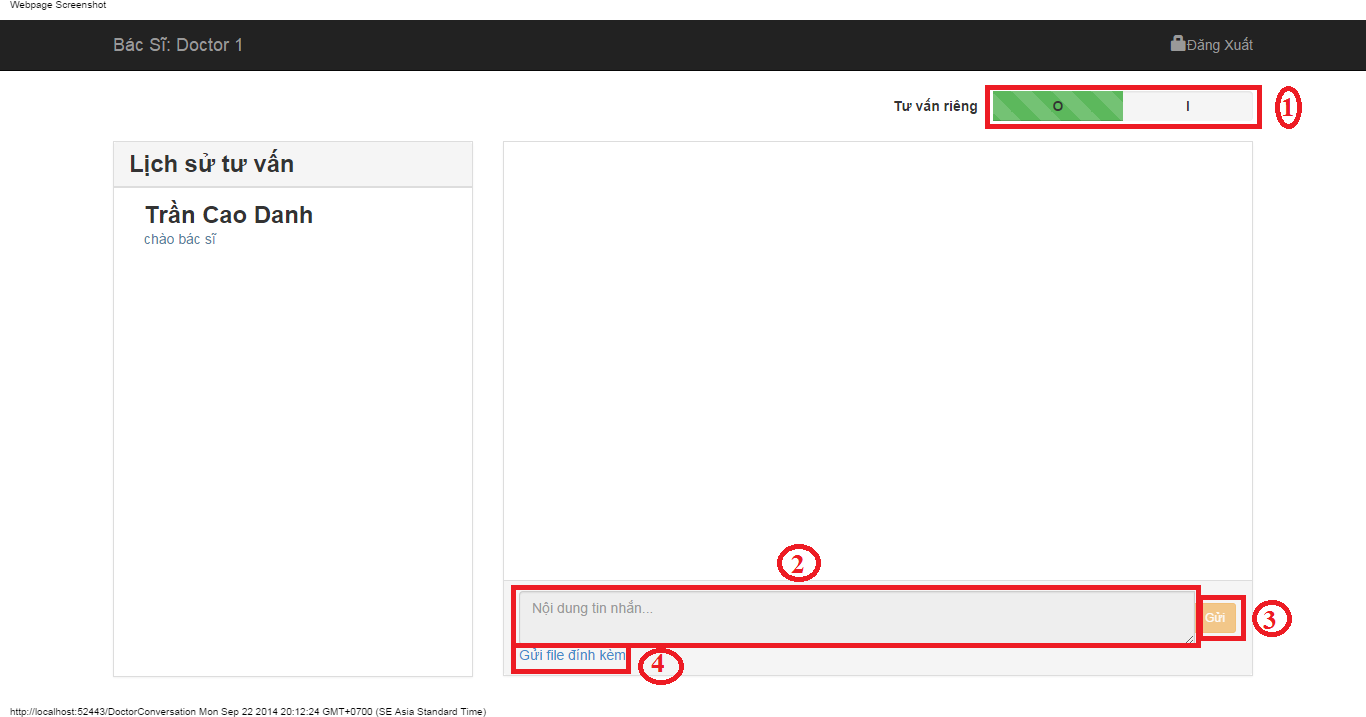 Webpage Screenshot
Bác Sĩ: Doctor 1
Đăng Xuất
Tư vấn riêng
O
I
1
Lịch sử tư vấn
Trần Cao Danh
chào bác sĩ
2
Nội dung tin nhắn...
Gửi
3
Gửi file đính kèm
4
http://localhost:52443/DoctorConversation Mon Sep 22 2014 20:12:24 GMT+0700 (SE Asia Standard Time)